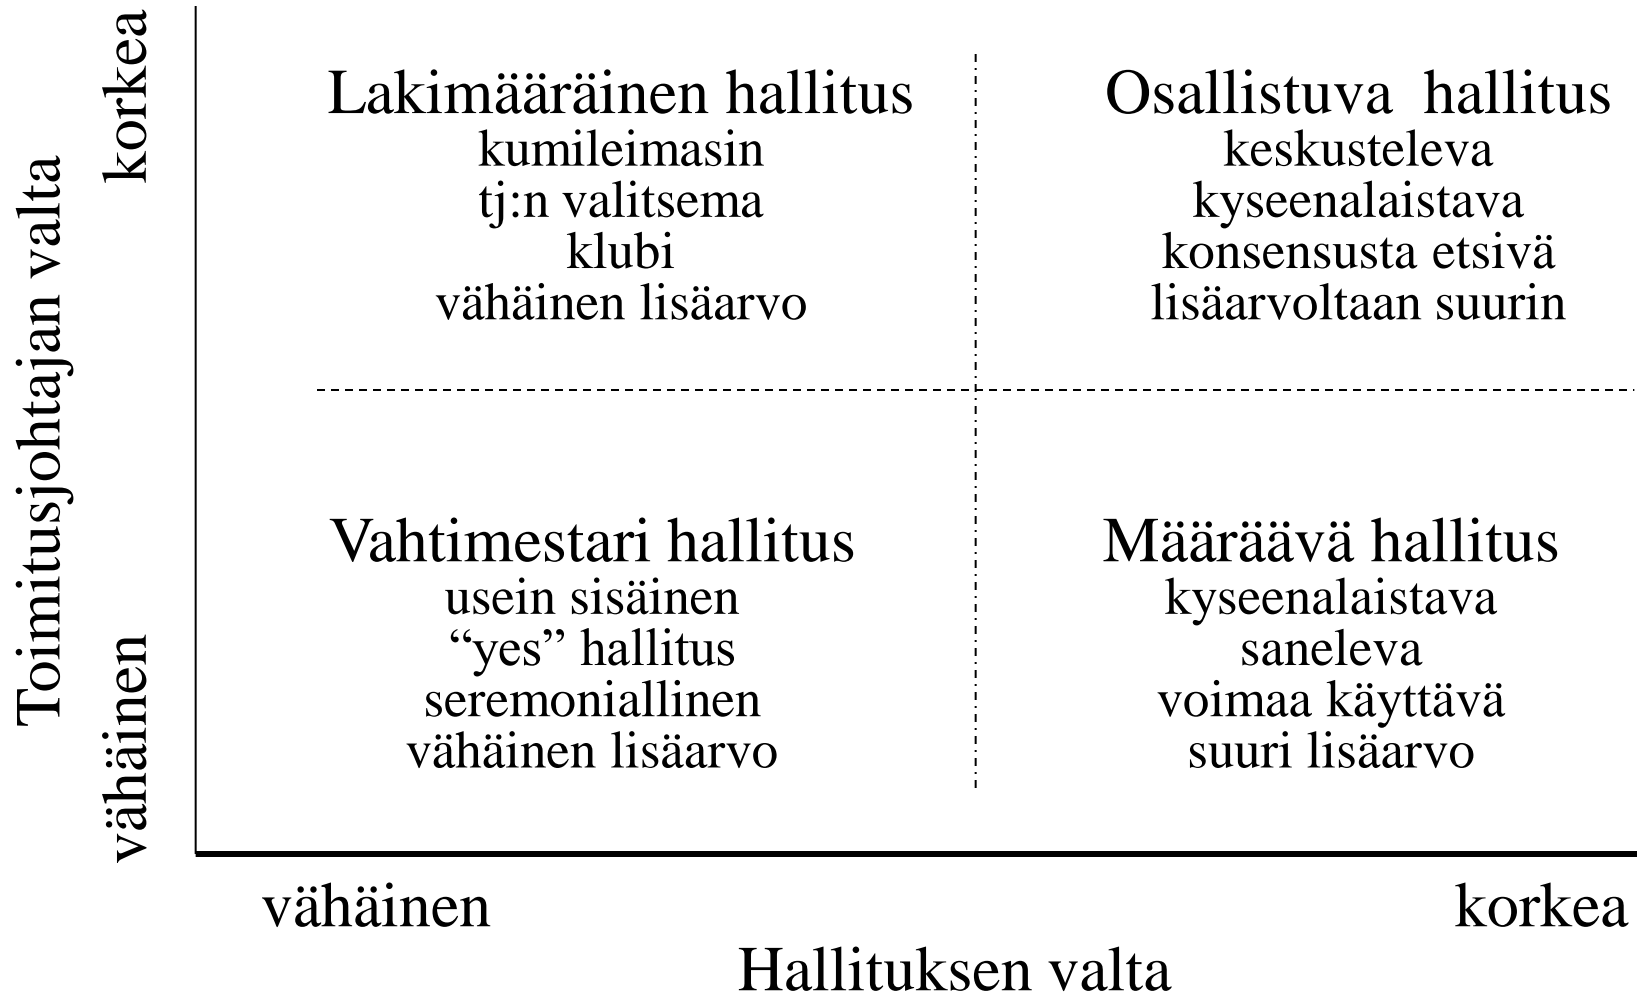 Toimitusjohtajan valta
korkea
vähäinen
Lakimääräinen hallitus
kumileimasin
tj:n valitsema
klubi
vähäinen lisäarvo
Osallistuva hallitus
keskusteleva
kyseenalaistava
konsensusta etsivä
lisäarvoltaan suurin
Vahtimestari hallitus
usein sisäinen
“yes” hallitus
seremoniallinen
vähäinen lisäarvo
Määräävä hallitus
kyseenalaistava
saneleva
voimaa käyttävä
suuri lisäarvo
vähäinen
korkea
Hallituksen valta